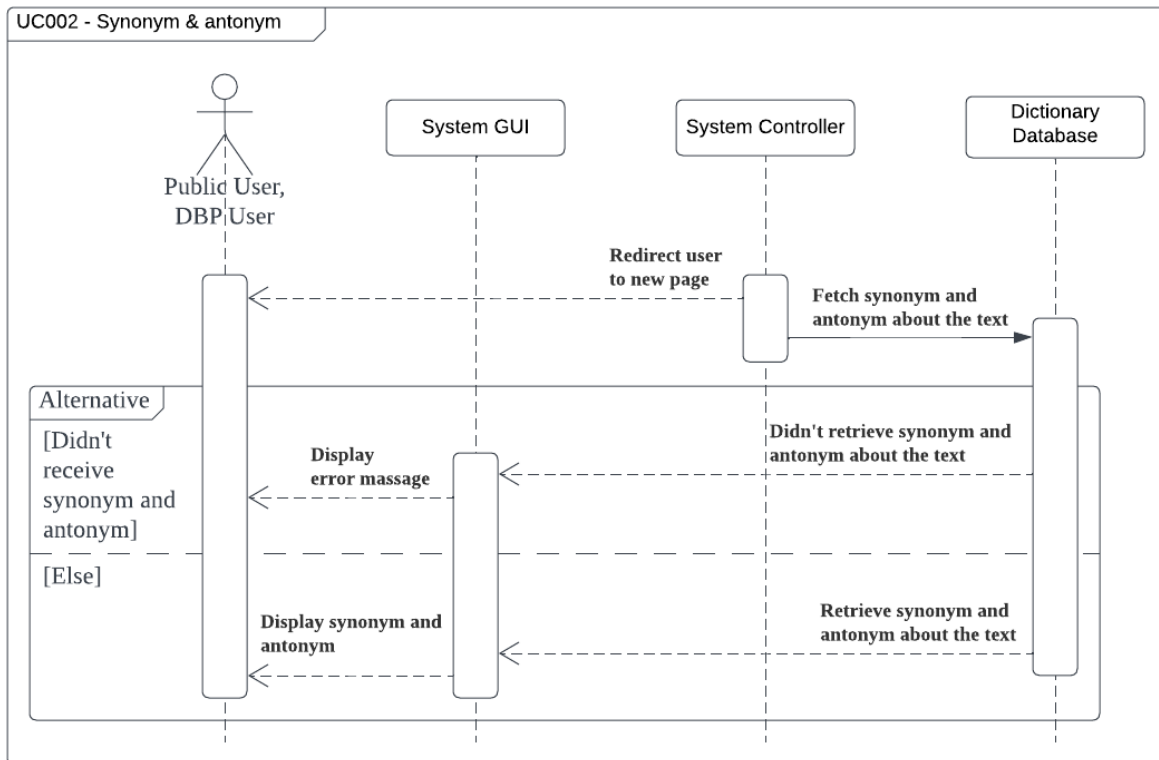 UC002 - Synonym & antonym
Public User,
DBP User
System GUI
System Controller
Dictionary
Database
Redirect user
to new page
Fetch synonym and
antonym about the text
Alternative
[Didn't
receive
synonym and
antonym]
Didn't retrieve synonym and
antonym about the text
Display
error massage
[Else]
Retrieve synonym and
antonym about the text
Display synonym and
antonym